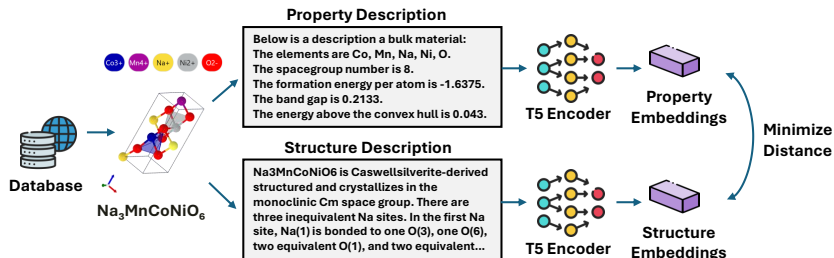 Property Description
Below is a description a bulk material:
The elements are Co, Mn, Na, Ni, O.
The spacegroup number is 8.
The formation energy per atom is -1.6375.
The band gap is 0.2133.
The energy above the convex hull is 0.043.
Co3+ Mn4+ Na+ Ni2+ O2-
Database
Na₃MnCoNiO₆
T5 Encoder
Property
Embeddings
Minimize
Distance
Structure Description
Na3MnCoNiO6 is Caswellsilverite-derived
structured and crystallizes in the
monoclinic Cm space group. There are
three inequivalent Na sites. In the first Na
site, Na(1) is bonded to one O(3), one O(6),
two equivalent O(1), and two equivalent...
T5 Encoder
Structure
Embeddings